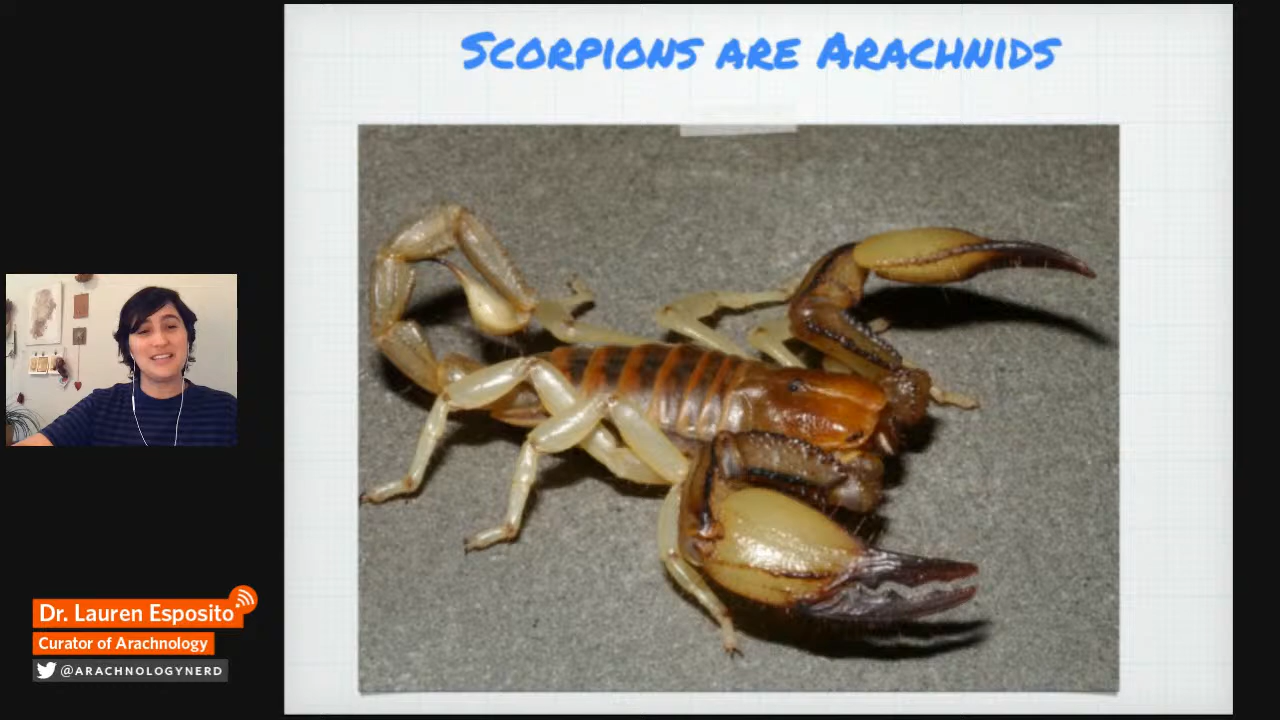 SCORPIONS ARE ARACHNIDS
Dr. Lauren Esposito
Curator of Arachnology
@ARACHNOLOGYNERD